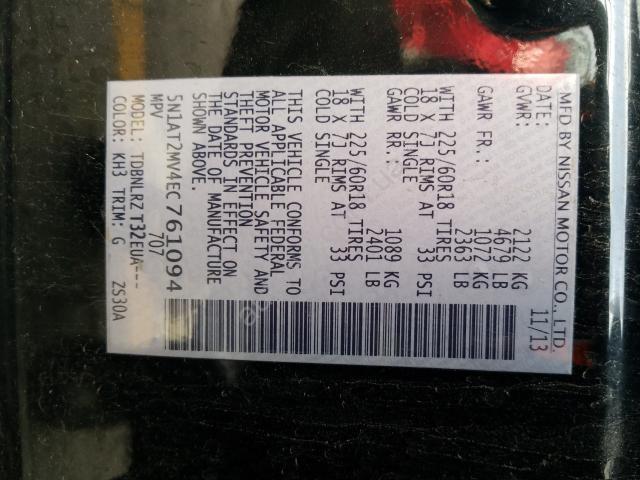 MFD BY NISSAN MOTOR CO., LTD.
DATE: 11/13
GVWR: 2122 KG
4679 LB
GAWR FR.: 1072 KG
2363 LB
WITH 225/60R18 TIRES
18 X 7J RIMS AT 33 PSI
COLD SINGLE
GAWR RR.: 1089 KG
2401 LB
WITH 225/60R18 TIRES
18 X 7J RIMS AT 33 PSI
COLD SINGLE
THIS VEHICLE CONFORMS TO
ALL APPLICABLE FEDERAL
MOTOR VEHICLE SAFETY AND
THEFT PREVENTION
STANDARDS IN EFFECT ON
THE DATE OF MANUFACTURE
SHOWN ABOVE.
5N1AT2MV4EC761094
MPV 707
MODEL: TDBNLRZ T32EUA---
COLOR: KH3 TRIM: G ZS30A